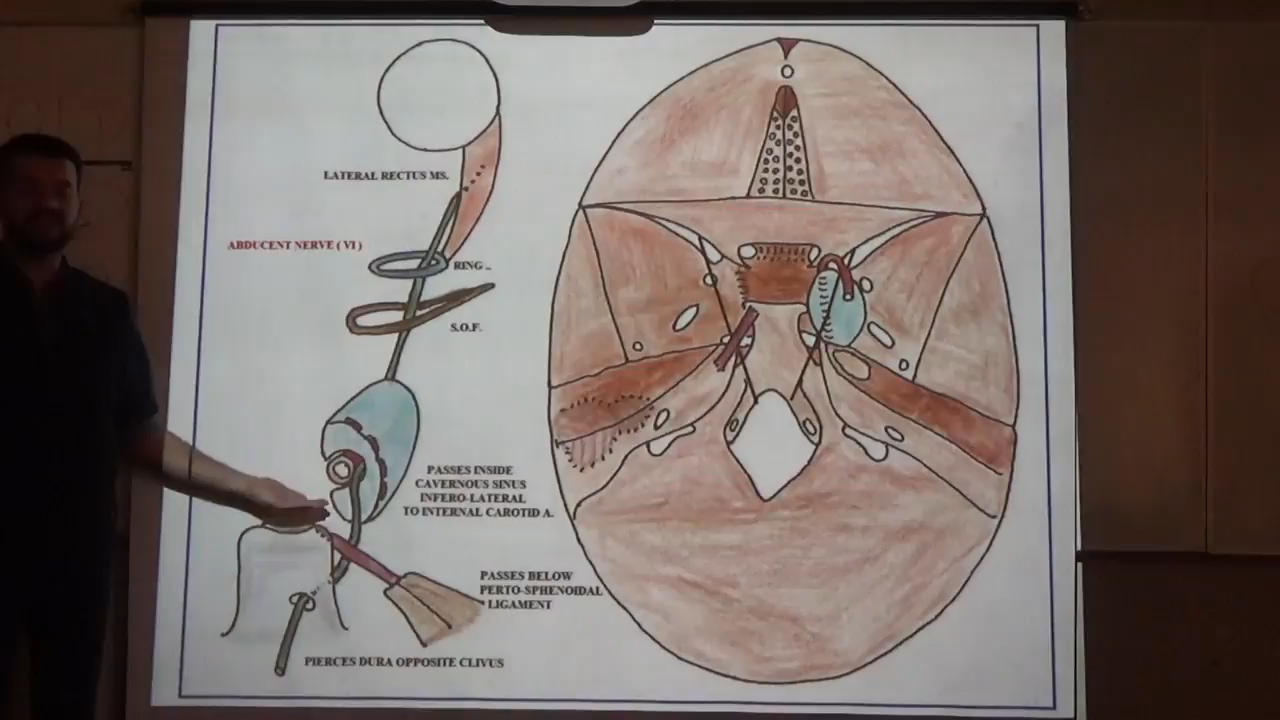 LATERAL RECTUS MS.
ABDUCENT NERVE ( VI )
RING ..
S.O.F.
PASSES INSIDE
CAVERNOUS SINUS
INFERO-LATERAL
TO INTERNAL CAROTID A.
PASSES BELOW
PERTO-SPHENOIDAL
LIGAMENT
PIERCES DURA OPPOSITE CLIVUS